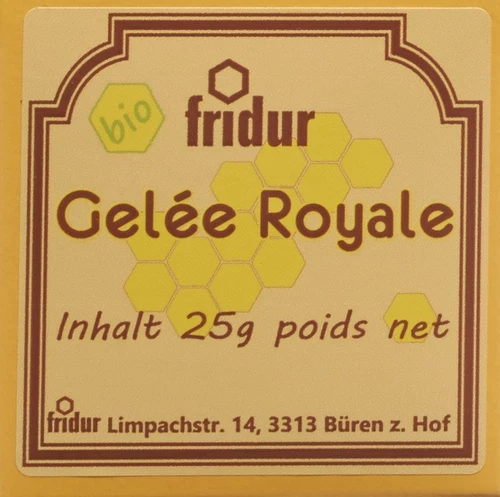 bio
fridur
Gelée Royale
Inhalt 25g poids net
fridur Limpachstr. 14, 3313 Büren z. Hof